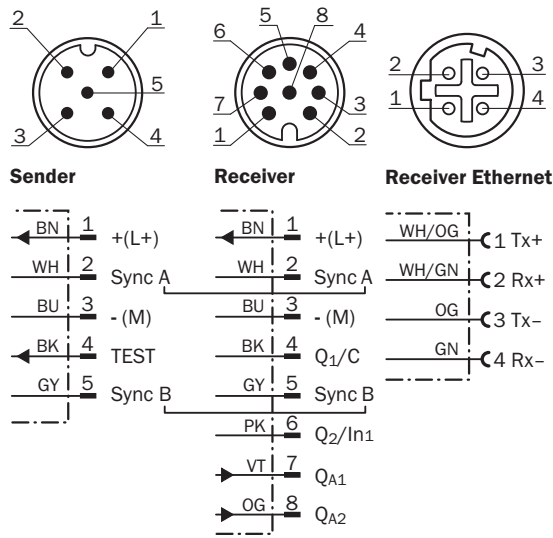 2 1
5
3 4
5 8
6 4
7 3
1 2
2 3
1 4
Sender Receiver Receiver Ethernet
BN 1 +(L+)
WH 2 Sync A
BU 3 - (M)
BK 4 TEST
GY 5 Sync B
BN 1 +(L+)
WH 2 Sync A
BU 3 - (M)
BK 4 Q1/C
GY 5 Sync B
PK 6 Q2/In1
VT 7 QA1
OG 8 QA2
WH/OG 1 Tx+
WH/GN 2 Rx+
OG 3 Tx–
GN 4 Rx–